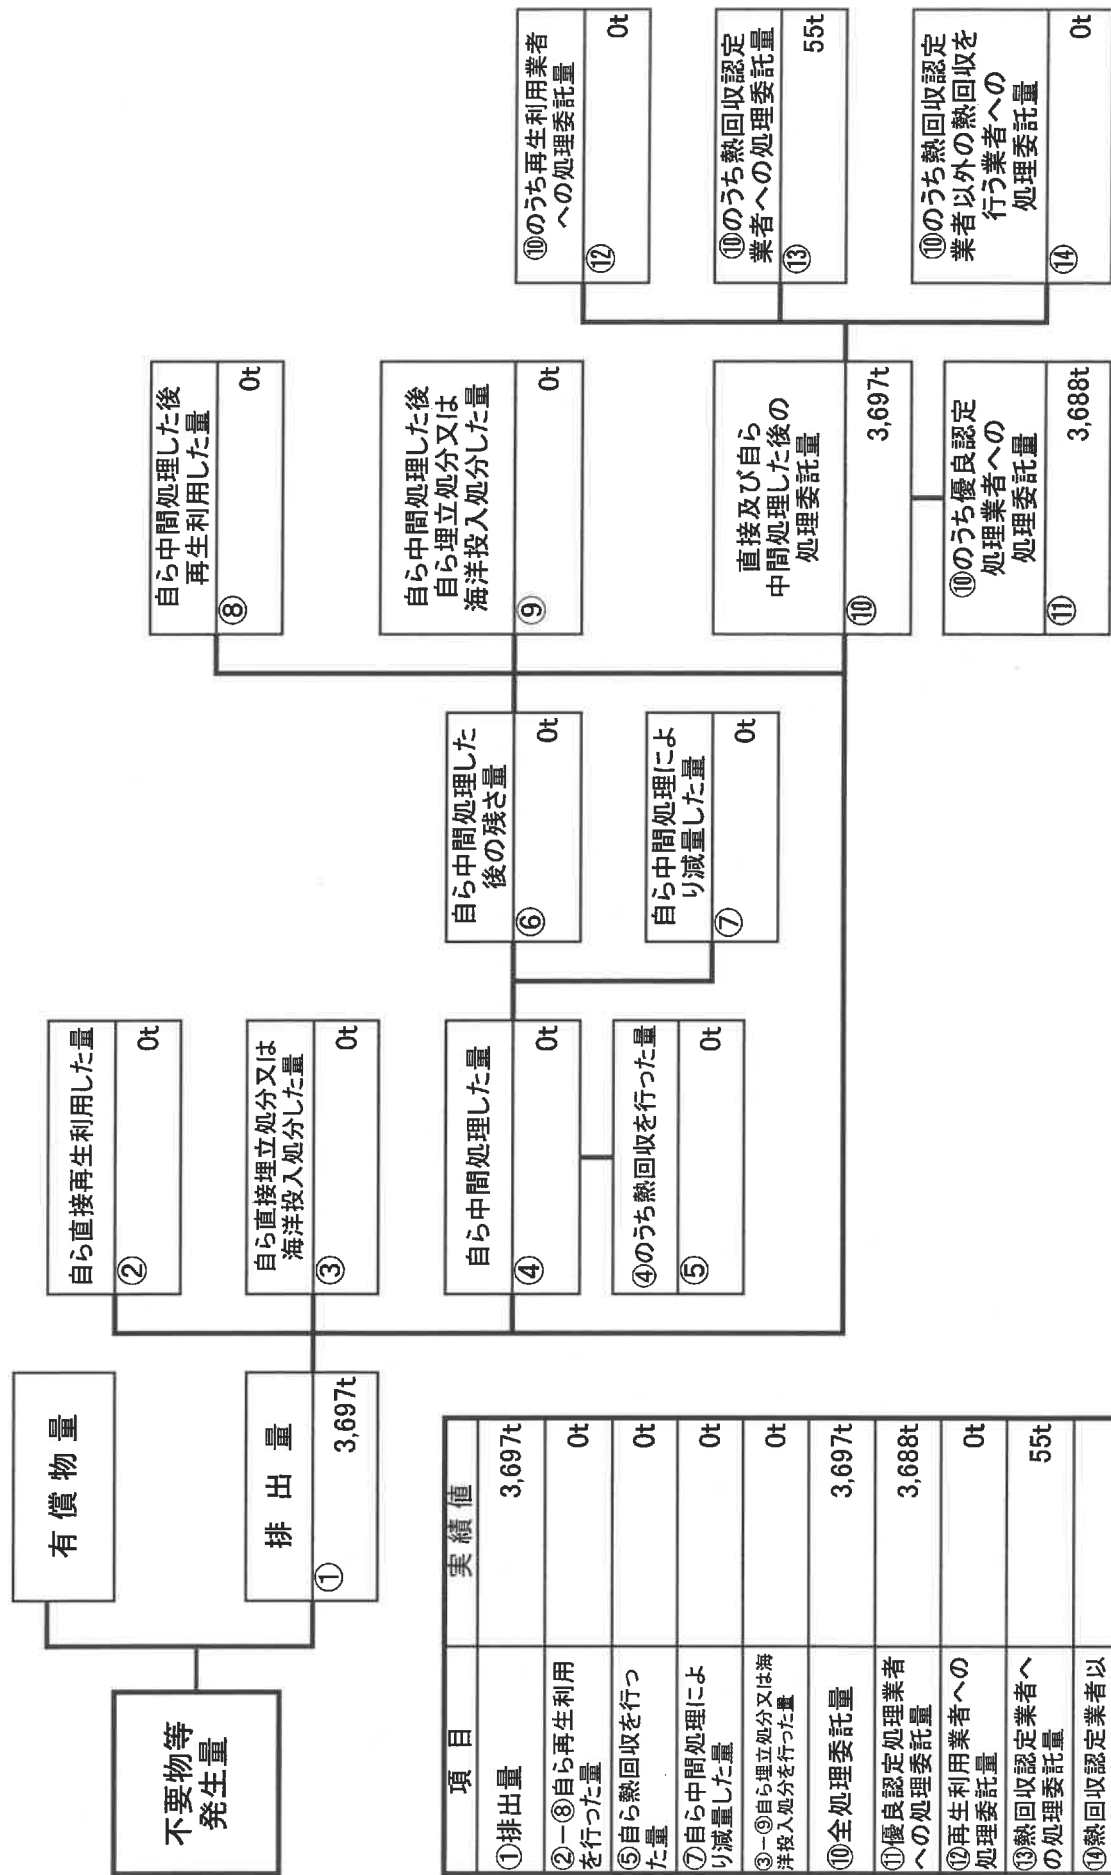 不要物等
発生量
有 償 物 量
排 出 量
①
3,697t
自ら直接再生利用した量
②
0t
自ら直接埋立処分又は
海洋投入処分した量
③
0t
自ら中間処理した量
④
0t
④のうち熱回収を行った量
⑤
0t
自ら中間処理した
後の残さ量
⑥
0t
自ら中間処理によ
り減量した量
⑦
0t
自ら中間処理した後
再生利用した量
⑧
0t
自ら中間処理した後
自ら埋立処分又は
海洋投入処分した量
⑨
0t
直接及び自ら
中間処理した後の
処理委託量
⑩
3,697t
⑩のうち優良認定
処理業者への
処理委託量
⑪
3,688t
⑩のうち再生利用業者
への処理委託量
⑫
0t
⑩のうち熱回収認定
業者への処理委託量
⑬
55t
⑩のうち熱回収認定
業者以外の熱回収を
行う業者への
処理委託量
⑭
0t
項 目
実 績 値
①排出量
3,697t
②－⑧自ら再生利用
を行った量
0t
⑤自ら熱回収を行っ
た量
0t
⑦自ら中間処理によ
り減量した量
0t
③－⑨自ら埋立処分又は海
洋投入処分を行った量
0t
⑩全処理委託量
3,697t
⑪優良認定処理業者
への処理委託量
3,688t
⑫再生利用業者への
処理委託量
0t
⑬熱回収認定業者へ
の処理委託量
55t
⑭熱回収認定業者以